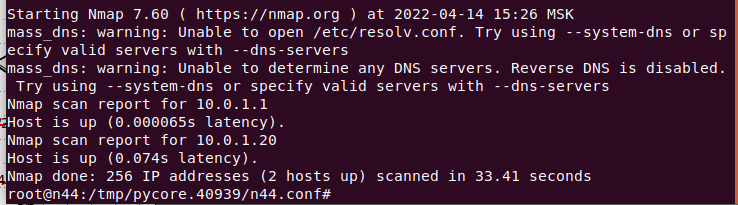 Starting Nmap 7.60 ( https://nmap.org ) at 2022-04-14 15:26 MSK
mass_dns: warning: Unable to open /etc/resolv.conf. Try using --system-dns or sp
ecify valid servers with --dns-servers
mass_dns: warning: Unable to determine any DNS servers. Reverse DNS is disabled.
 Try using --system-dns or specify valid servers with --dns-servers
Nmap scan report for 10.0.1.1
Host is up (0.000065s latency).
Nmap scan report for 10.0.1.20
Host is up (0.074s latency).
Nmap done: 256 IP addresses (2 hosts up) scanned in 33.41 seconds
root@n44:/tmp/pycore.40939/n44.conf#